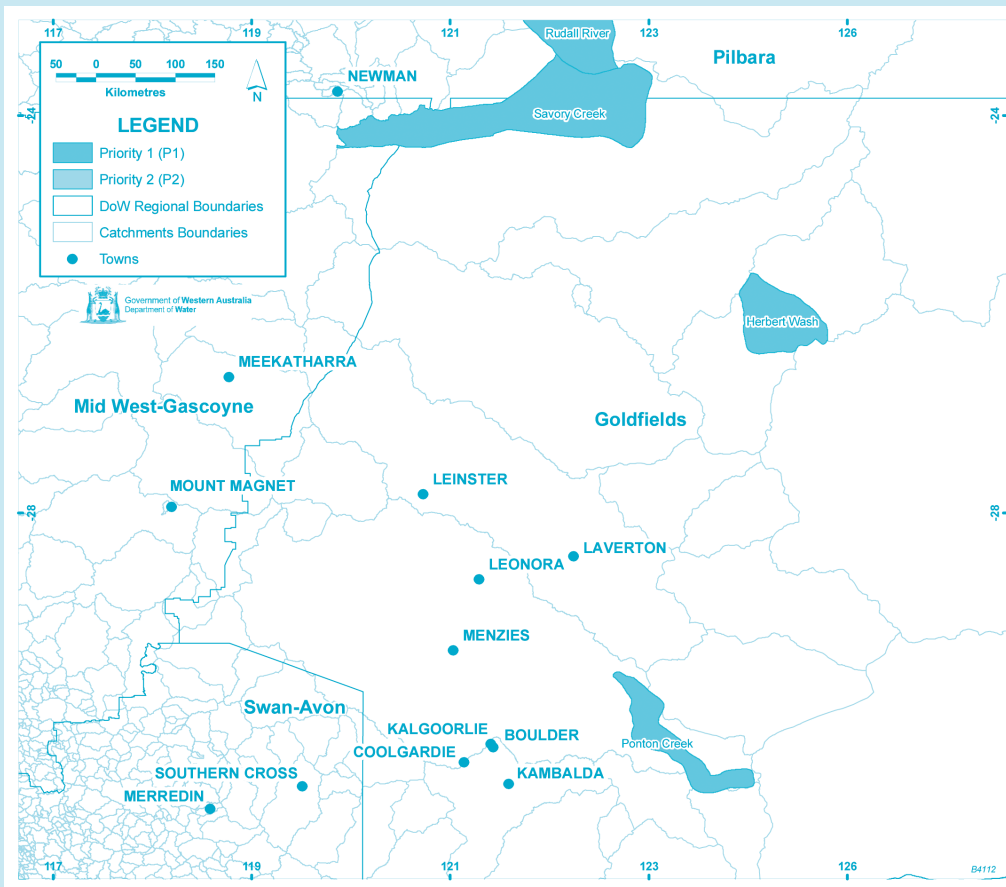 117
119
121
123
126
Rudall River
Pilbara
50 0 50 100 150
Kilometres
N
NEWMAN
-24
-24
Savory Creek
LEGEND
Priority 1 (P1)
Priority 2 (P2)
DoW Regional Boundaries
Catchments Boundaries
Towns
Government of Western Australia
Department of Water
Herbert Wash
MEEKATHARRA
Mid West-Gascoyne
Goldfields
LEINSTER
MOUNT MAGNET
-28
-28
LAVERTON
LEONORA
MENZIES
Swan-Avon
KALGOORLIE
BOULDER
COOLGARDIE
Ponton Creek
SOUTHERN CROSS
KAMBALDA
MERREDIN
117
119
121
123
126
B4112